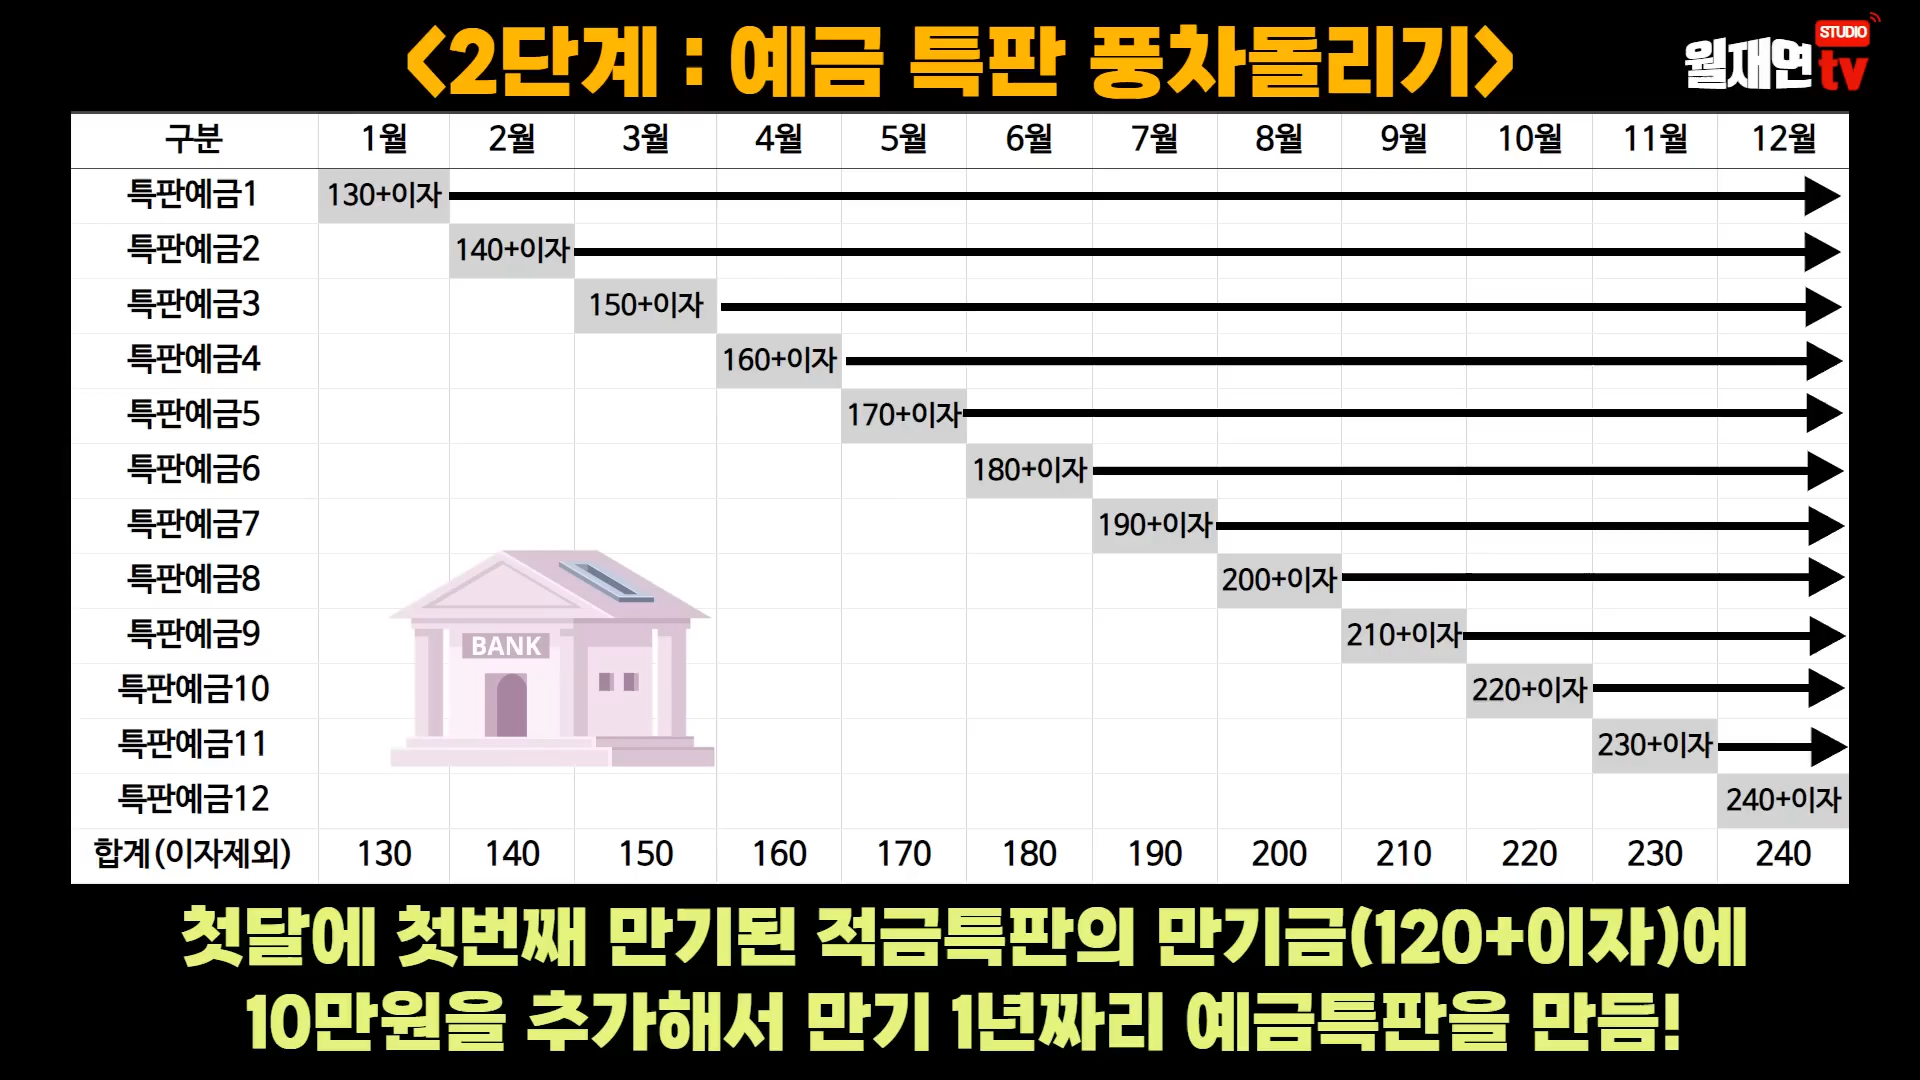 <2단계 : 예금 특판 풍차돌리기>
월재연 STUDIO tv
구분 1월 2월 3월 4월 5월 6월 7월 8월 9월 10월 11월 12월
특판예금1 130+이자
특판예금2 140+이자
특판예금3 150+이자
특판예금4 160+이자
특판예금5 170+이자
특판예금6 180+이자
특판예금7 190+이자
특판예금8 200+이자
특판예금9 210+이자
BANK
특판예금10 220+이자
특판예금11 230+이자
특판예금12 240+이자
합계(이자제외) 130 140 150 160 170 180 190 200 210 220 230 240
첫달에 첫번째 만기된 적금특판의 만기금(120+이자)에
10만원을 추가해서 만기 1년짜리 예금특판을 만듬!